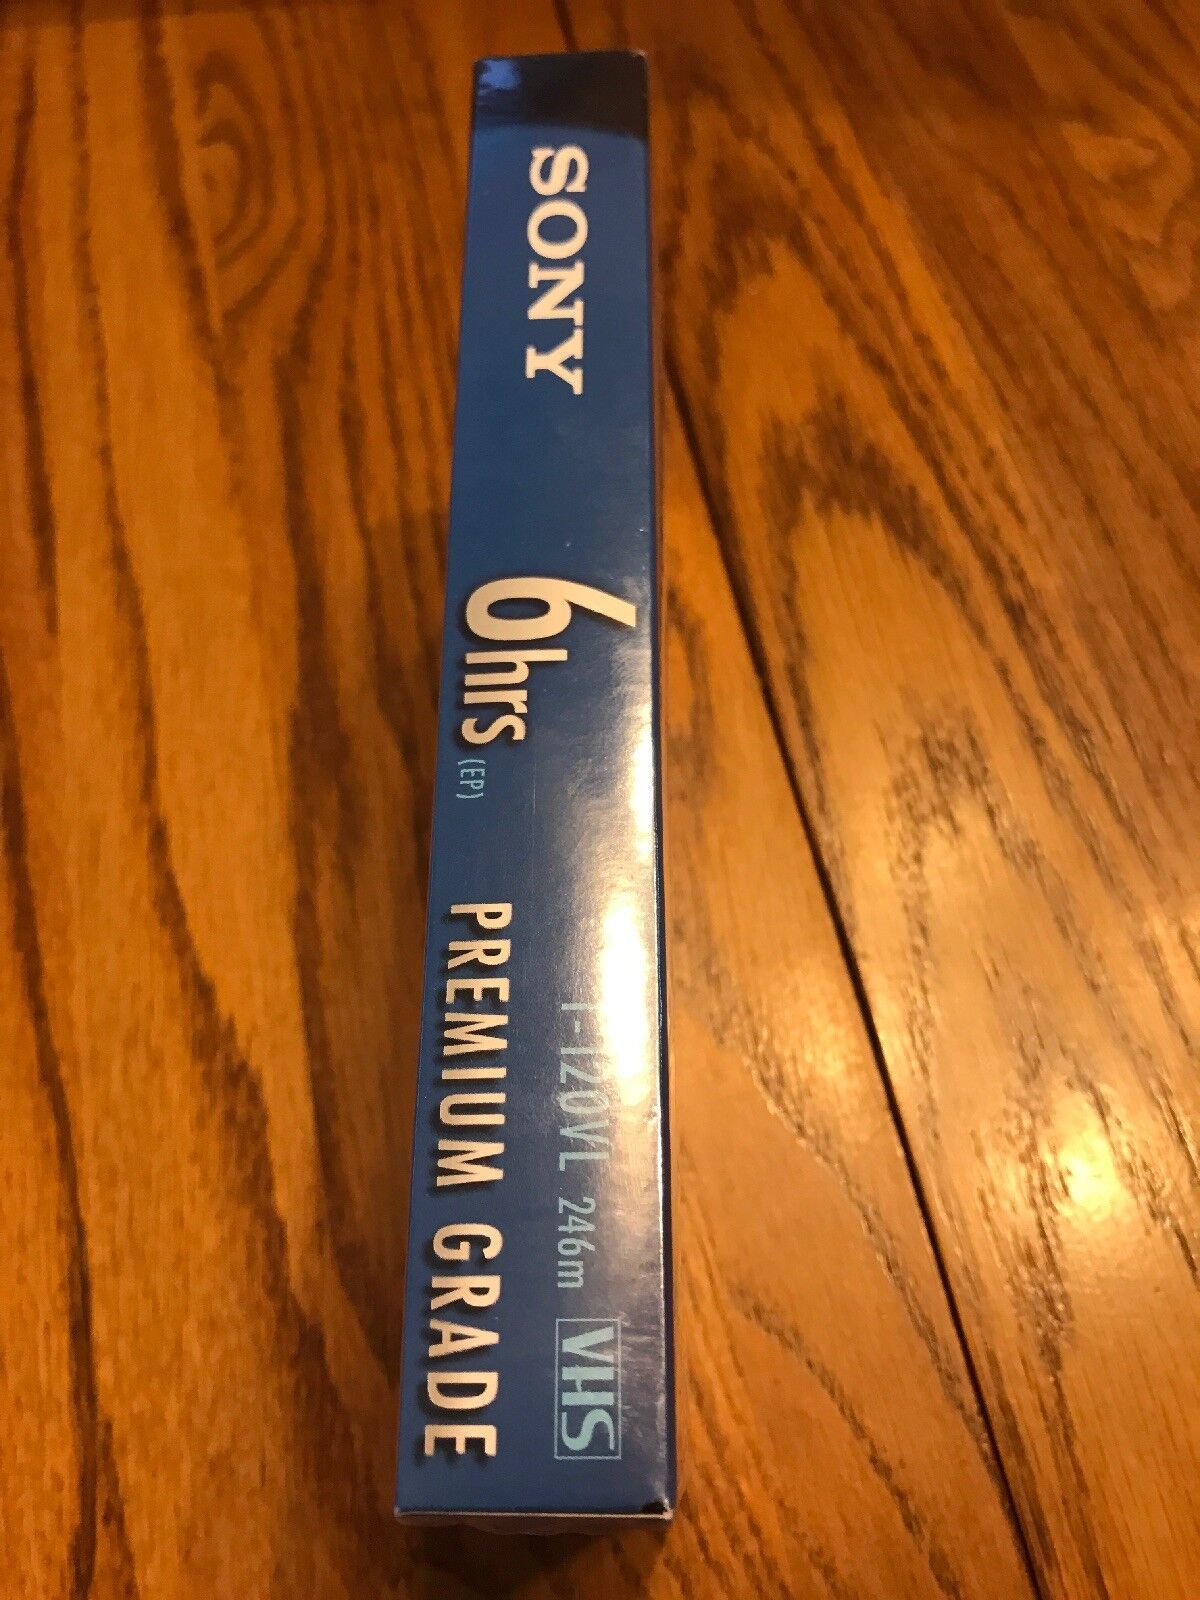 SONY
6hrs (EP)
T-120VL 246m VHS
PREMIUM GRADE